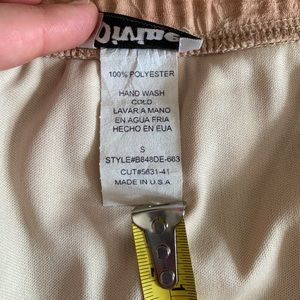 100% POLYESTER
HAND WASH
COLD
LAVAR A MANO
EN AGUA FRIA
HECHO EN EUA
S
STYLE#B848DE-663
CUT#5631-41
MADE IN U.S.A.